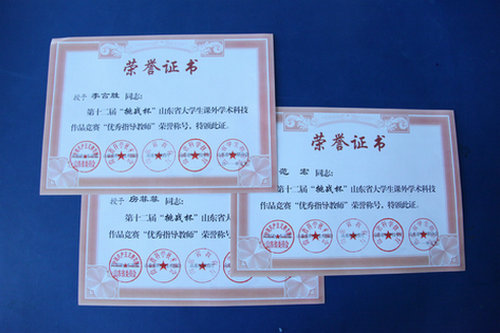 荣誉证书
授予 李言胜 同志:
第十二届“挑战杯”山东省大学生课外学术科技
作品竞赛“优秀指导教师”荣誉称号,特颁此证。
荣誉证书
范 宏 同志:
第十二届“挑战杯”山东省大学生课外学术科技
作品竞赛“优秀指导教师”荣誉称号,特颁此证。
授予 房蓓蓓 同志:
第十二届“挑战杯”山东省大
作品竞赛“优秀指导教师”